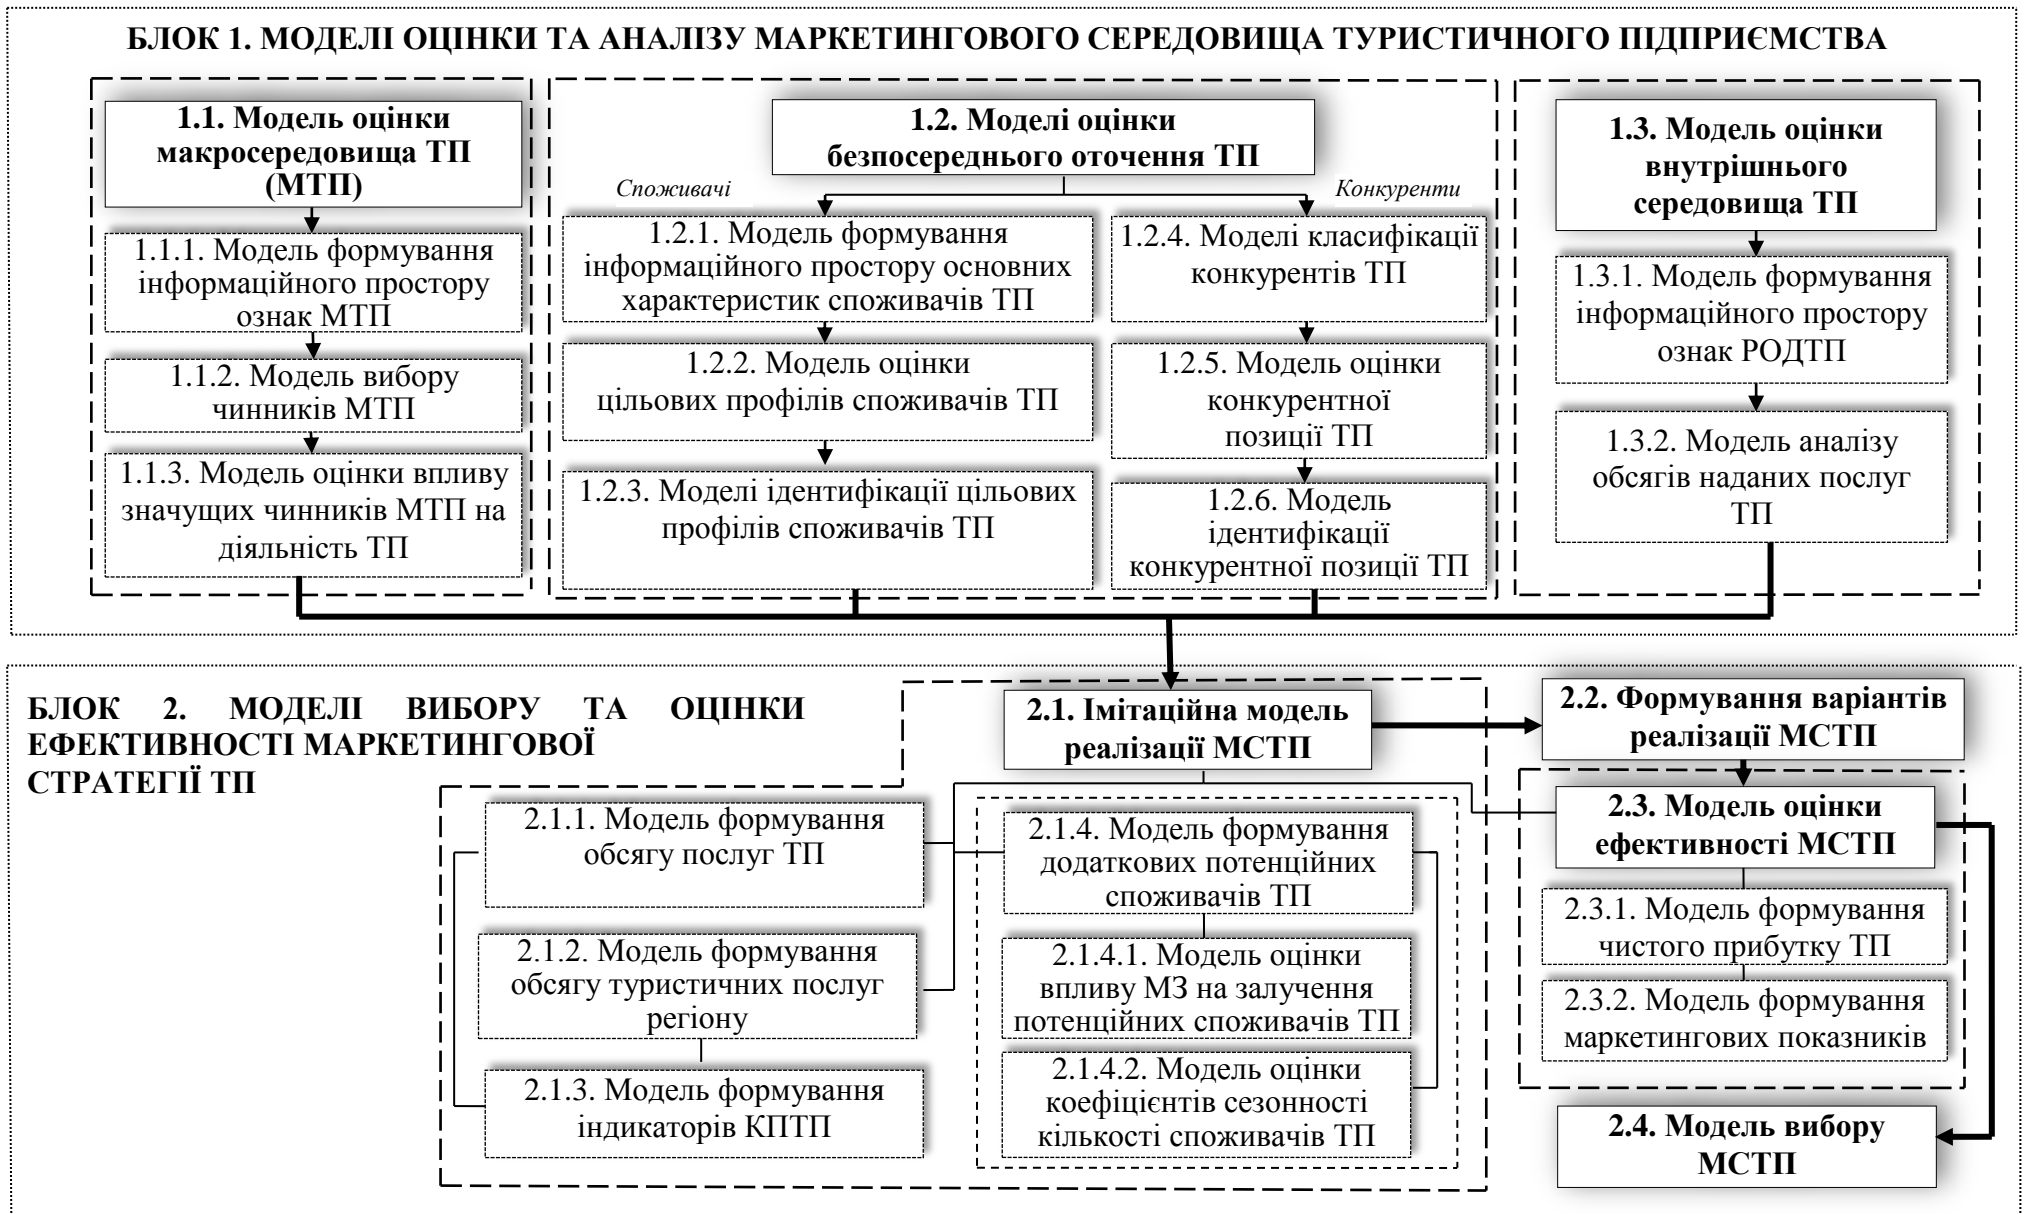 БЛОК 1. МОДЕЛІ ОЦІНКИ ТА АНАЛІЗУ МАРКЕТИНГОВОГО СЕРЕДОВИЩА ТУРИСТИЧНОГО ПІДПРИЄМСТВА
1.1. Модель оцінки
макросередовища ТП
(МТП)
1.1.1. Модель формування
інформаційного простору
ознак МТП
1.1.2. Модель вибору
чинників МТП
1.1.3. Модель оцінки впливу
значущих чинників МТП на
діяльність ТП
1.2. Моделі оцінки
безпосереднього оточення ТП
Споживачі
Конкуренти
1.2.1. Модель формування
інформаційного простору основних
характеристик споживачів ТП
1.2.2. Модель оцінки
цільових профілів споживачів ТП
1.2.3. Моделі ідентифікації цільових
профілів споживачів ТП
1.2.4. Моделі класифікації
конкурентів ТП
1.2.5. Модель оцінки
конкурентної
позиції ТП
1.2.6. Модель
ідентифікації
конкурентної позиції ТП
1.3. Модель оцінки
внутрішнього
середовища ТП
1.3.1. Модель формування
інформаційного простору
ознак РОДТП
1.3.2. Модель аналізу
обсягів наданих послуг
ТП
БЛОК 2. МОДЕЛІ ВИБОРУ ТА ОЦІНКИ
ЕФЕКТИВНОСТІ МАРКЕТИНГОВОЇ
СТРАТЕГІЇ ТП
2.1. Імітаційна модель
реалізації МСТП
2.1.1. Модель формування
обсягу послуг ТП
2.1.2. Модель формування
обсягу туристичних послуг
регіону
2.1.3. Модель формування
індикаторів КПТП
2.1.4. Модель формування
додаткових потенційних
споживачів ТП
2.1.4.1. Модель оцінки
впливу МЗ на залучення
потенційних споживачів ТП
2.1.4.2. Модель оцінки
коефіцієнтів сезонності
кількості споживачів ТП
2.2. Формування варіантів
реалізації МСТП
2.3. Модель оцінки
ефективності МСТП
2.3.1. Модель формування
чистого прибутку ТП
2.3.2. Модель формування
маркетингових показників
2.4. Модель вибору
МСТП